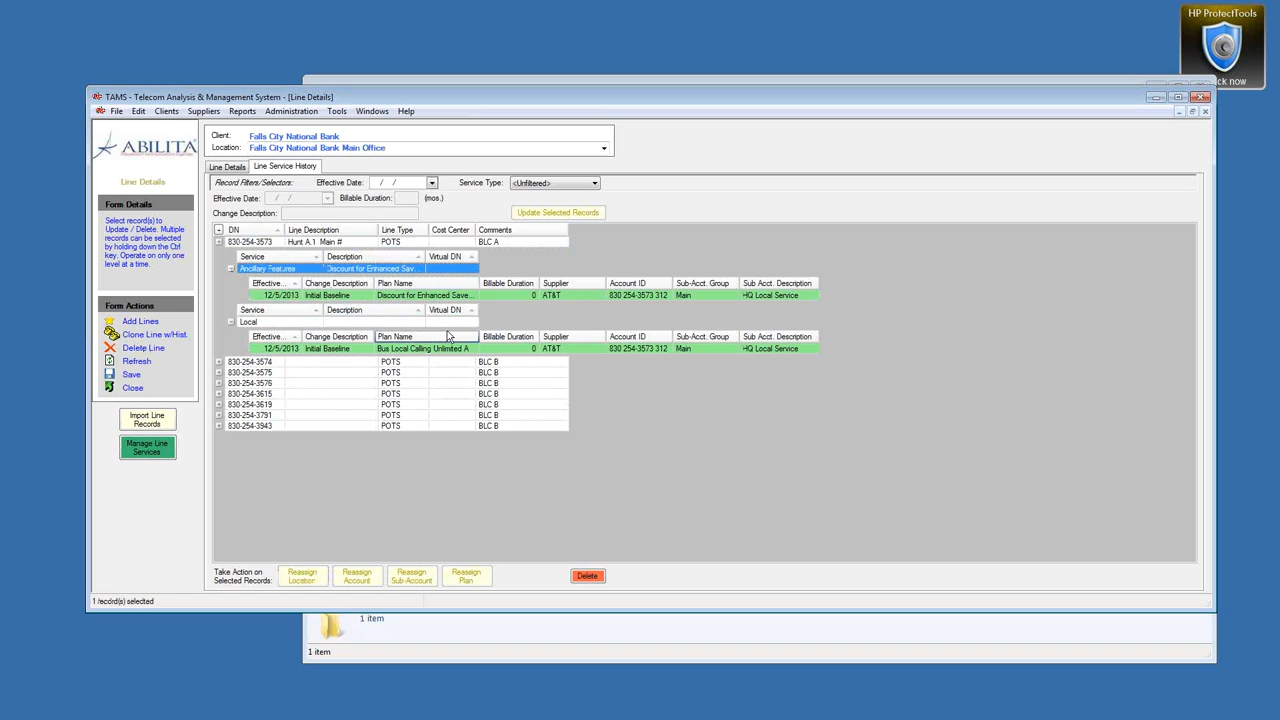 HP ProtectTools
ck now
TAMS - Telecom Analysis & Management System - [Line Details]
File Edit Clients Suppliers Reports Administration Tools Windows Help
ABILITA
Line Details
Form Details
Select record(s) to
Update / Delete. Multiple
records can be selected
by holding down the Ctrl
key. Operate on only one
level at a time.
Form Actions
Add Lines
Clone Line w/Hist.
Delete Line
Refresh
Save
Close
Import Line
Records
Manage Line
Services
Client: Falls City National Bank
Location: Falls City National Bank Main Office
Line Details Line Service History
Record Filters/Selectors: Effective Date: / / Service Type: <Unfiltered>
Effective Date: / / Billable Duration: (mos.)
Change Description: Update Selected Records
DN Line Description Line Type Cost Center Comments
830-254-3573 Hunt A.1 Main # POTS BLC A
Service Description Virtual DN
Ancillary Features Discount for Enhanced Sav...
Effective... Change Description Plan Name Billable Duration Supplier Account ID Sub-Acct. Group Sub Acct. Description
12/5/2013 Initial Baseline Discount for Enhanced Save... 0 AT&T 830 254-3573 312 Main HQ Local Service
Service Description Virtual DN
Local
Effective... Change Description Plan Name Billable Duration Supplier Account ID Sub-Acct. Group Sub Acct. Description
12/5/2013 Initial Baseline Bus Local Calling Unlimited A 0 AT&T 830 254-3573 312 Main HQ Local Service
830-254-3574 POTS BLC B
830-254-3575 POTS BLC B
830-254-3576 POTS BLC B
830-254-3615 POTS BLC B
830-254-3619 POTS BLC B
830-254-3791 POTS BLC B
830-254-3943 POTS BLC B
Take Action on
Selected Records:
Reassign
Location
Reassign
Account
Reassign
Sub-Account
Reassign
Plan
Delete
1 record(s) selected
1 item
1 item